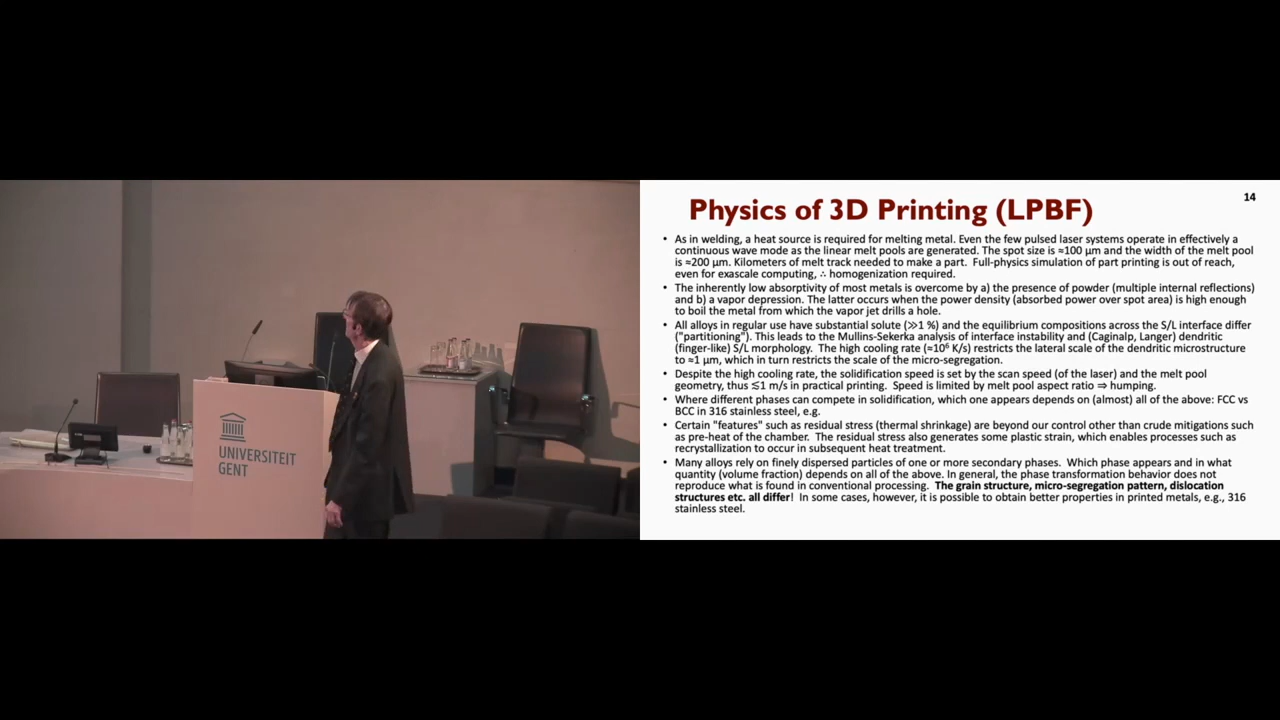 UNIVERSITEIT
GENT
14
Physics of 3D Printing (LPBF)
• As in welding, a heat source is required for melting metal. Even the few pulsed laser systems operate in effectively a
continuous wave mode as the linear melt pools are generated. The spot size is ≈100 µm and the width of the melt pool
is ≈200 µm. Kilometers of melt track needed to make a part. Full-physics simulation of part printing is out of reach,
even for exascale computing, ∴ homogenization required.
• The inherently low absorptivity of most metals is overcome by a) the presence of powder (multiple internal reflections)
and b) a vapor depression. The latter occurs when the power density (absorbed power over spot area) is high enough
to boil the metal from which the vapor jet drills a hole.
• All alloys in regular use have substantial solute (≫1 %) and the equilibrium compositions across the S/L interface differ
("partitioning"). This leads to the Mullins-Sekerka analysis of interface instability and (Caginalp, Langer) dendritic
(finger-like) S/L morphology. The high cooling rate (≈10⁶ K/s) restricts the lateral scale of the dendritic microstructure
to ≈1 µm, which in turn restricts the scale of the micro-segregation.
• Despite the high cooling rate, the solidification speed is set by the scan speed (of the laser) and the melt pool
geometry, thus ≲1 m/s in practical printing. Speed is limited by melt pool aspect ratio ⇒ humping.
• Where different phases can compete in solidification, which one appears depends on (almost) all of the above: FCC vs
BCC in 316 stainless steel, e.g.
• Certain "features" such as residual stress (thermal shrinkage) are beyond our control other than crude mitigations such
as pre-heat of the chamber. The residual stress also generates some plastic strain, which enables processes such as
recrystallization to occur in subsequent heat treatment.
• Many alloys rely on finely dispersed particles of one or more secondary phases. Which phase appears and in what
quantity (volume fraction) depends on all of the above. In general, the phase transformation behavior does not
reproduce what is found in conventional processing. The grain structure, micro-segregation pattern, dislocation
structures etc. all differ! In some cases, however, it is possible to obtain better properties in printed metals, e.g., 316
stainless steel.